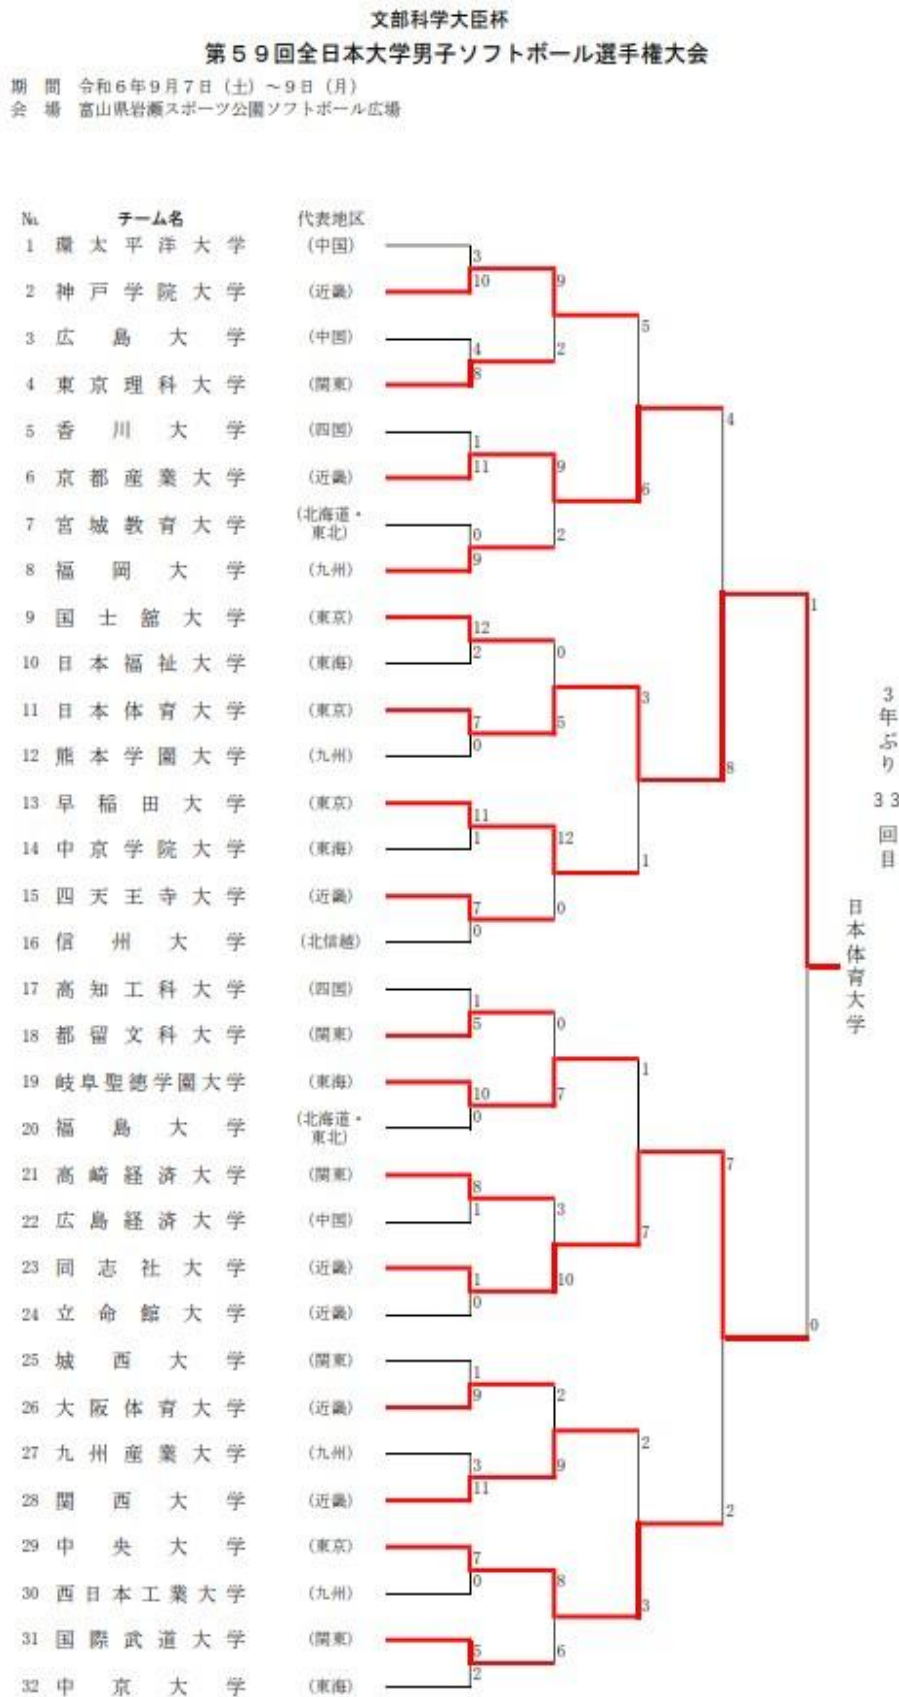 文部科学大臣杯
第５９回全日本大学男子ソフトボール選手権大会
期　間　令和６年９月７日（土）～９日（月）
会　場　富山県岩瀬スポーツ公園ソフトボール広場
№ チーム名 代表地区
1 環太平洋大学 (中国)
3
10 9
2 神戸学院大学 (近畿)
5
3 広島大学 (中国)
4 2
8
4 東京理科大学 (関東)
4
5 香川大学 (四国)
1
11 9
6 京都産業大学 (近畿)
6
7 宮城教育大学 (北海道・東北)
0 2
9
8 福岡大学 (九州)
1
9 国士舘大学 (東京)
12
2 0
10 日本福祉大学 (東海)
3
11 日本体育大学 (東京)
7 5
0
12 熊本学園大学 (九州)
8
13 早稲田大学 (東京)
11
1 12
14 中京学院大学 (東海)
1
15 四天王寺大学 (近畿)
7 0
0
16 信州大学 (北信越)
3年ぶり 33回目
日本体育大学
17 高知工科大学 (四国)
1
5 0
18 都留文科大学 (関東)
1
19 岐阜聖徳学園大学 (東海)
10 7
0
20 福島大学 (北海道・東北)
7
21 高崎経済大学 (関東)
8
1 3
22 広島経済大学 (中国)
7
23 同志社大学 (近畿)
1 10
0
24 立命館大学 (近畿)
0
25 城西大学 (関東)
1
9 2
26 大阪体育大学 (近畿)
2
27 九州産業大学 (九州)
3 9
11
28 関西大学 (近畿)
2
29 中央大学 (東京)
7
0 8
30 西日本工業大学 (九州)
3
31 国際武道大学 (関東)
5 6
2
32 中京大学 (東海)